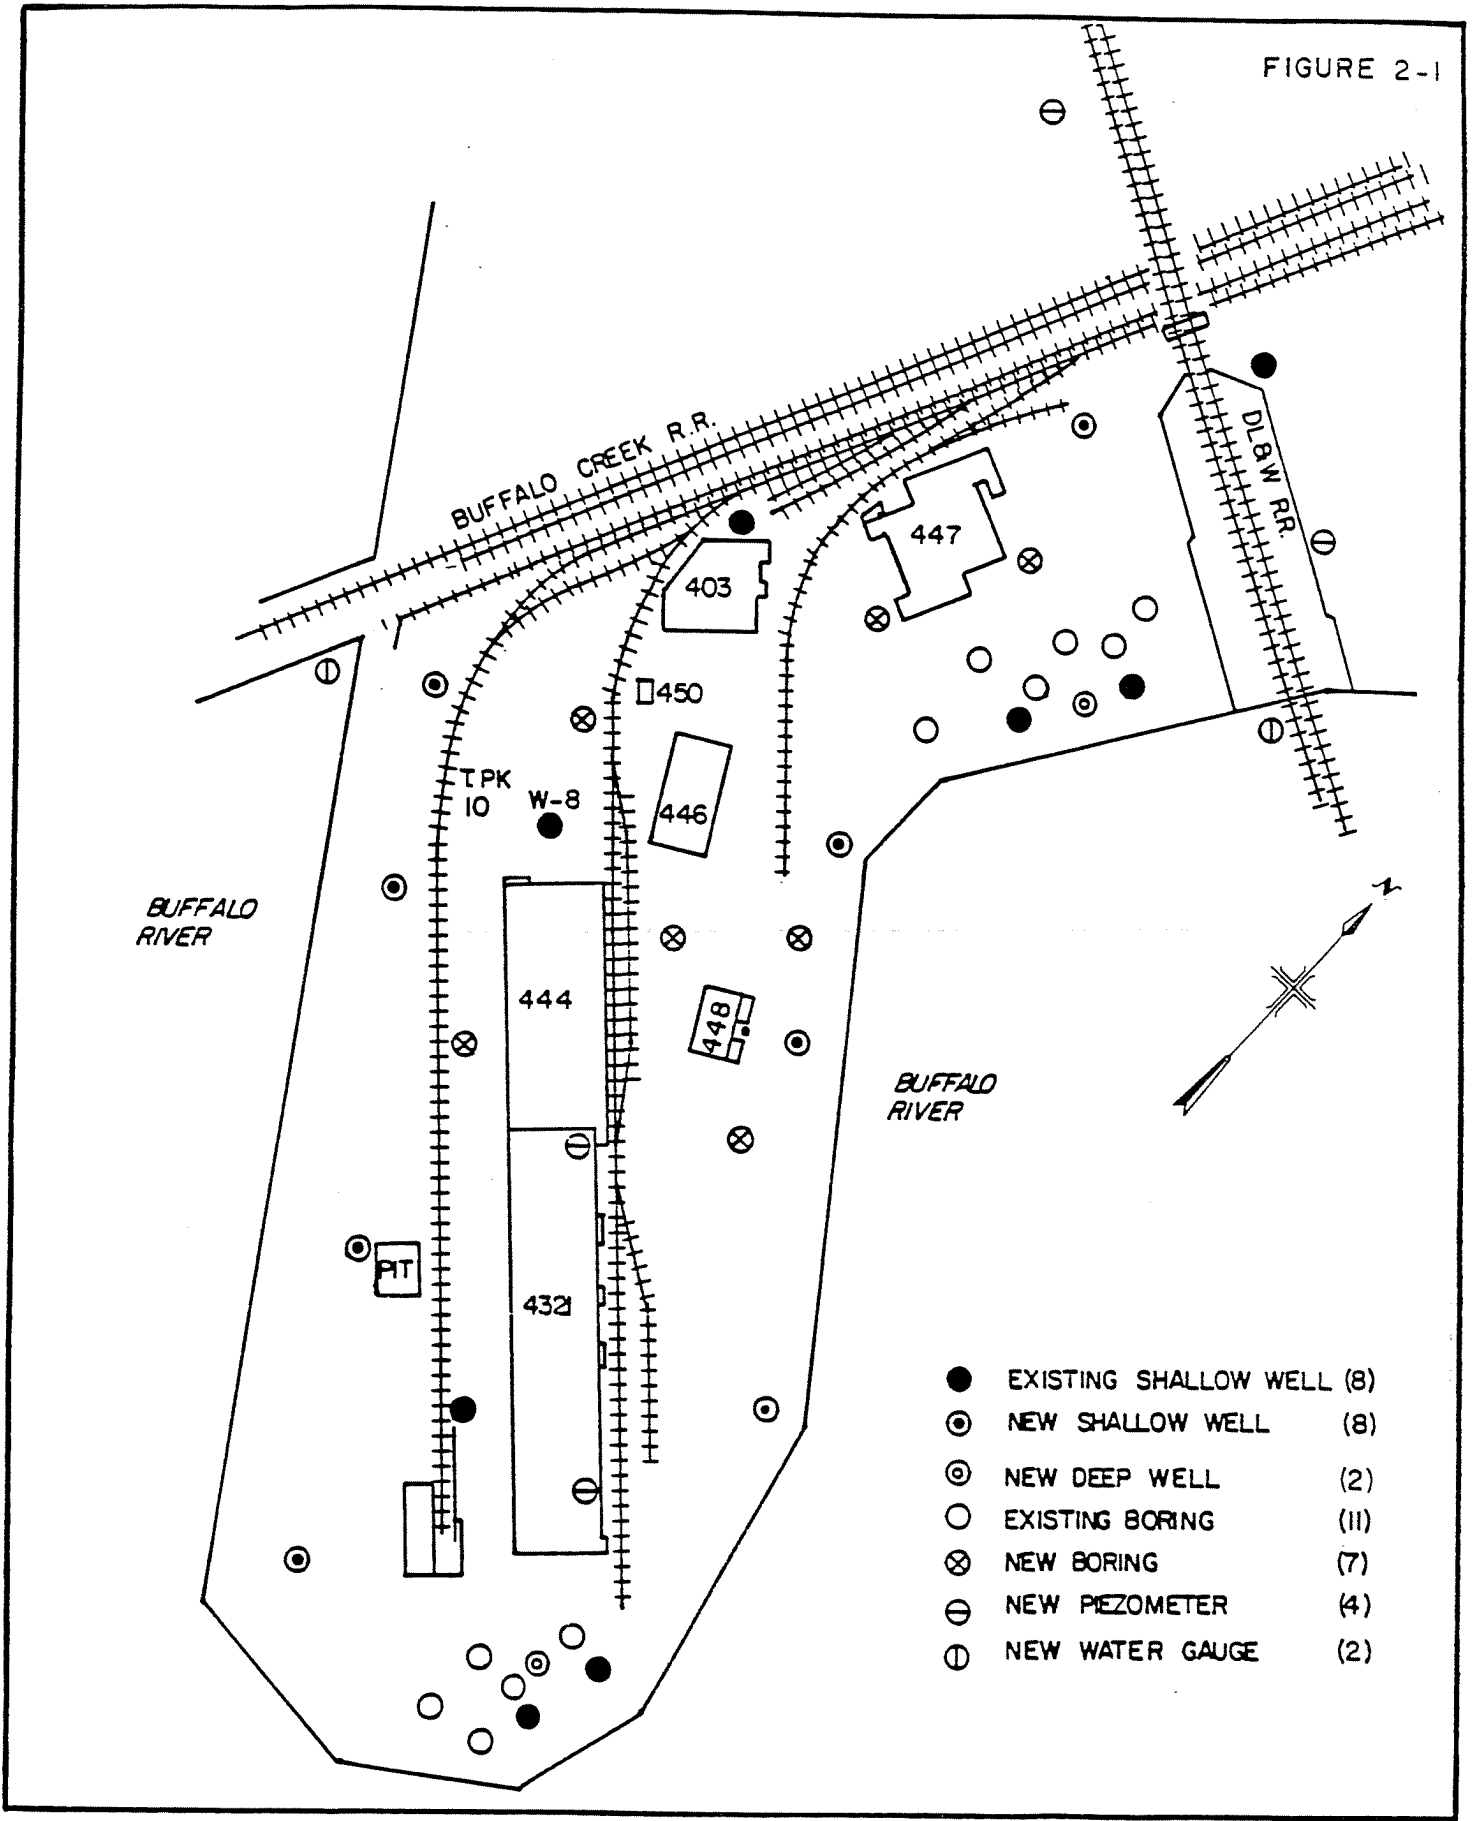 FIGURE 2-1
BUFFALO CREEK R.R.
DL&W RR.
447
403
450
T.PK
10
W-8
446
BUFFALO
RIVER
444
448
BUFFALO
RIVER
PIT
432
N
EXISTING SHALLOW WELL (8)
NEW SHALLOW WELL (8)
NEW DEEP WELL (2)
EXISTING BORING (11)
NEW BORING (7)
NEW PIEZOMETER (4)
NEW WATER GAUGE (2)